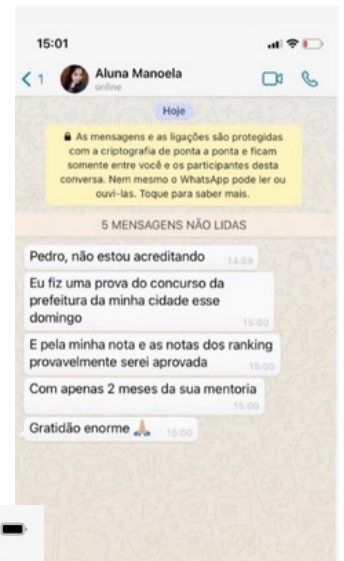 15:01
1
Aluna Manoela
online
Hoje
As mensagens e as ligações são protegidas
com a criptografia de ponta a ponta e ficam
somente entre você e os participantes desta
conversa. Nem mesmo o WhatsApp pode ler ou
ouvi-las. Toque para saber mais.
5 MENSAGENS NÃO LIDAS
Pedro, não estou acreditando 14:59
Eu fiz uma prova do concurso da
prefeitura da minha cidade esse
domingo
15:00
E pela minha nota e as notas dos ranking
provavelmente serei aprovada 15:00
Com apenas 2 meses da sua mentoria
15:00
Gratidão enorme 🙏🏼 15:00